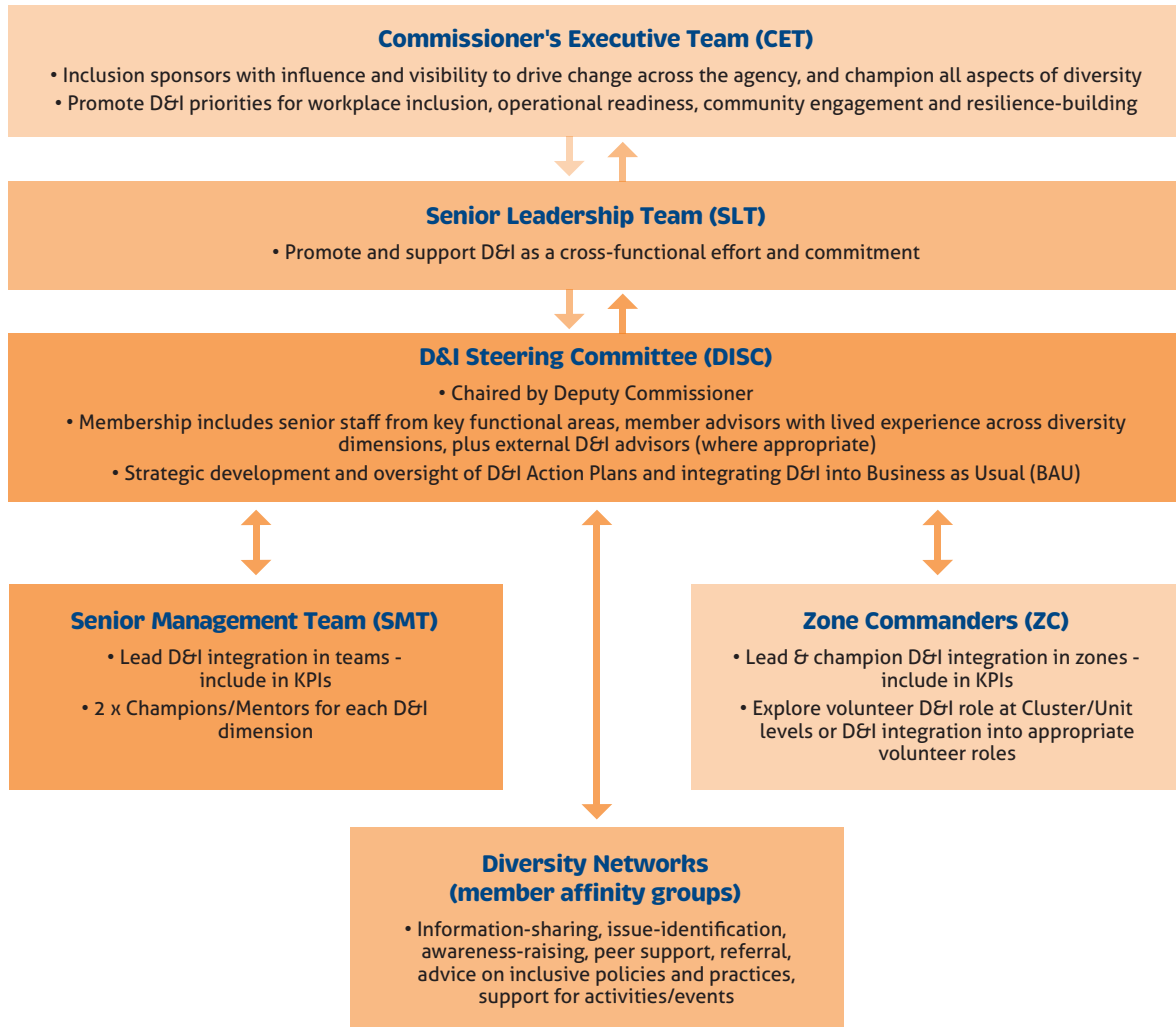 Commissioner's Executive Team (CET)
• Inclusion sponsors with influence and visibility to drive change across the agency, and champion all aspects of diversity
• Promote D&I priorities for workplace inclusion, operational readiness, community engagement and resilience-building
Senior Leadership Team (SLT)
• Promote and support D&I as a cross-functional effort and commitment
D&I Steering Committee (DISC)
• Chaired by Deputy Commissioner
• Membership includes senior staff from key functional areas, member advisors with lived experience across diversity
dimensions, plus external D&I advisors (where appropriate)
• Strategic development and oversight of D&I Action Plans and integrating D&I into Business as Usual (BAU)
Senior Management Team (SMT)
• Lead D&I integration in teams -
include in KPIs
• 2 x Champions/Mentors for each D&I
dimension
Zone Commanders (ZC)
• Lead & champion D&I integration in zones -
include in KPIs
• Explore volunteer D&I role at Cluster/Unit
levels or D&I integration into appropriate
volunteer roles
Diversity Networks
(member affinity groups)
• Information-sharing, issue-identification,
awareness-raising, peer support, referral,
advice on inclusive policies and practices,
support for activities/events